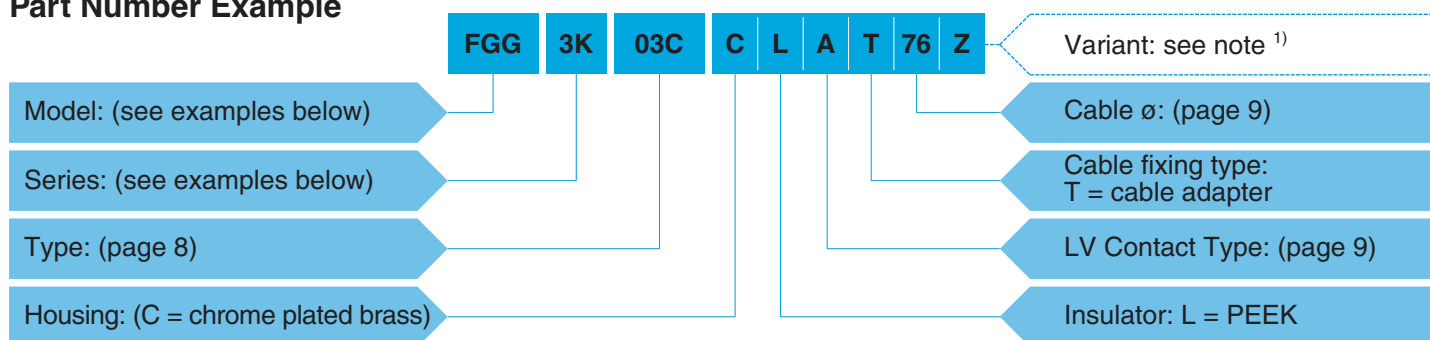 Part Number Example
FGG 3K 03C C L A T 76 Z
Variant: see note 1)
Model: (see examples below)
Cable ø: (page 9)
Series: (see examples below)
Cable fixing type:
T = cable adapter
Type: (page 8)
LV Contact Type: (page 9)
Housing: (C = chrome plated brass)
Insulator: L = PEEK